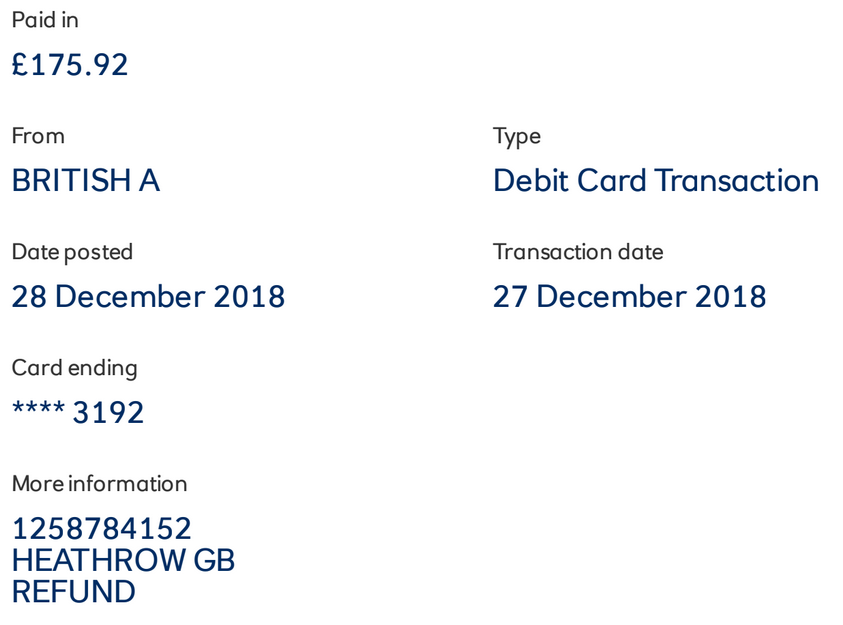 Paid in
£175.92
From
BRITISH A
Type
Debit Card Transaction
Date posted
28 December 2018
Transaction date
27 December 2018
Card ending
**** 3192
More information
1258784152
HEATHROW GB
REFUND